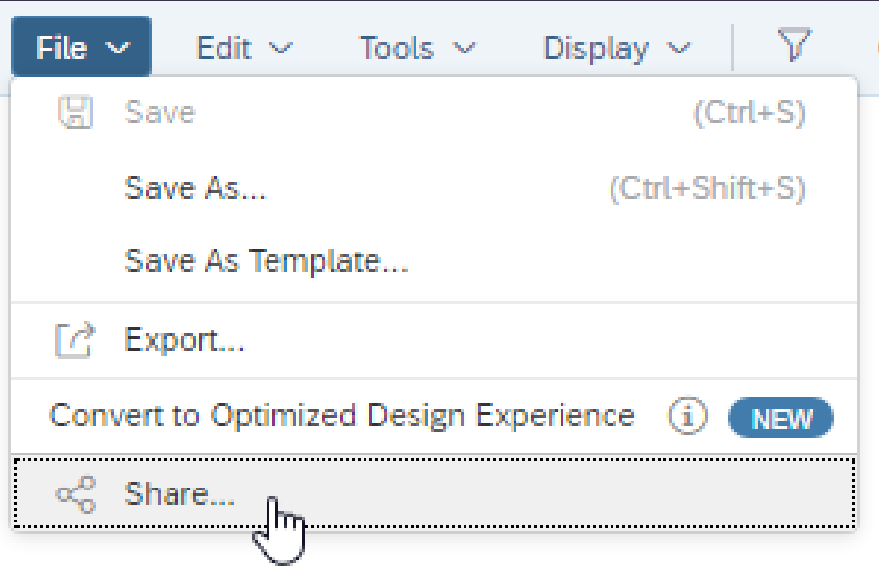 File Edit Tools Display
Save (Ctrl+S)
Save As... (Ctrl+Shift+S)
Save As Template...
Export...
Convert to Optimized Design Experience i NEW
Share...